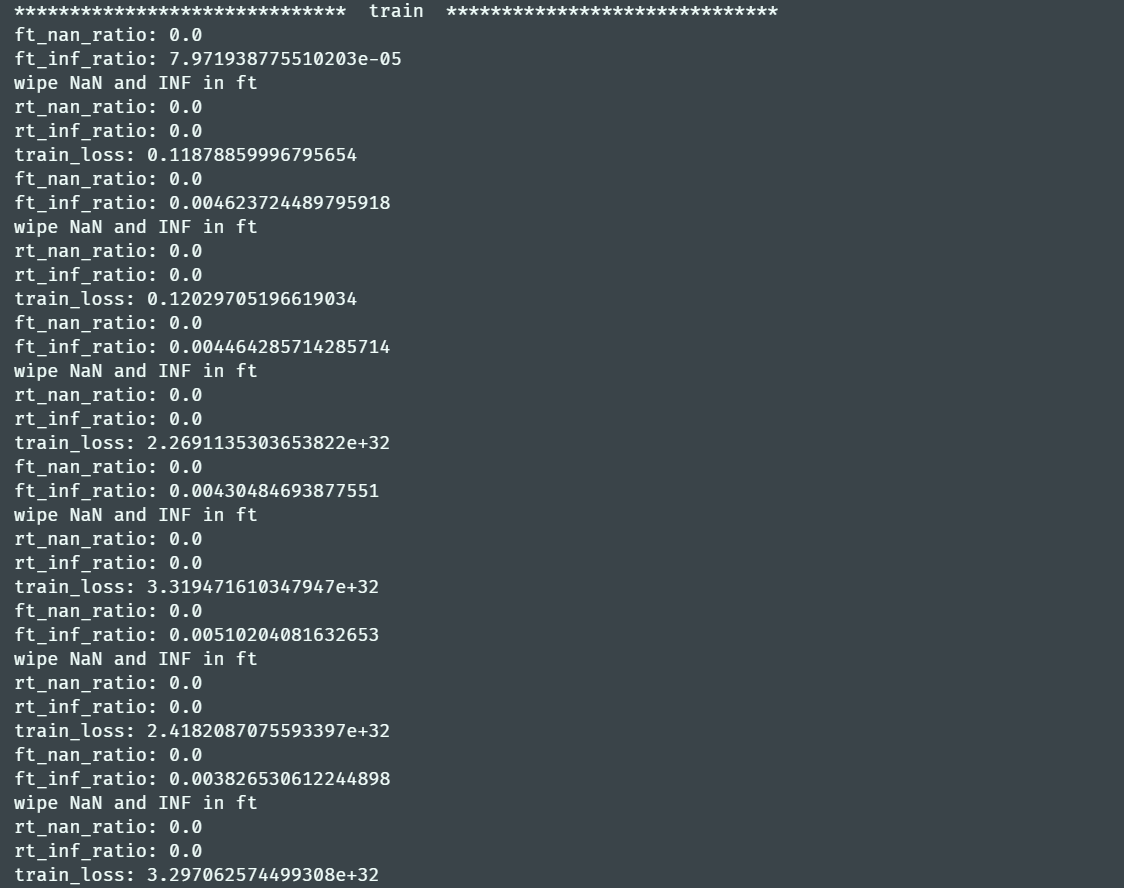 ******************************  train  ******************************
ft_nan_ratio: 0.0
ft_inf_ratio: 7.971938775510203e-05
wipe NaN and INF in ft
rt_nan_ratio: 0.0
rt_inf_ratio: 0.0
train_loss: 0.11878859996795654
ft_nan_ratio: 0.0
ft_inf_ratio: 0.004623724489795918
wipe NaN and INF in ft
rt_nan_ratio: 0.0
rt_inf_ratio: 0.0
train_loss: 0.12029705196619034
ft_nan_ratio: 0.0
ft_inf_ratio: 0.004464285714285714
wipe NaN and INF in ft
rt_nan_ratio: 0.0
rt_inf_ratio: 0.0
train_loss: 2.2691135303653822e+32
ft_nan_ratio: 0.0
ft_inf_ratio: 0.00430484693877551
wipe NaN and INF in ft
rt_nan_ratio: 0.0
rt_inf_ratio: 0.0
train_loss: 3.319471610347947e+32
ft_nan_ratio: 0.0
ft_inf_ratio: 0.00510204081632653
wipe NaN and INF in ft
rt_nan_ratio: 0.0
rt_inf_ratio: 0.0
train_loss: 2.4182087075593397e+32
ft_nan_ratio: 0.0
ft_inf_ratio: 0.003826530612244898
wipe NaN and INF in ft
rt_nan_ratio: 0.0
rt_inf_ratio: 0.0
train_loss: 3.297062574499308e+32